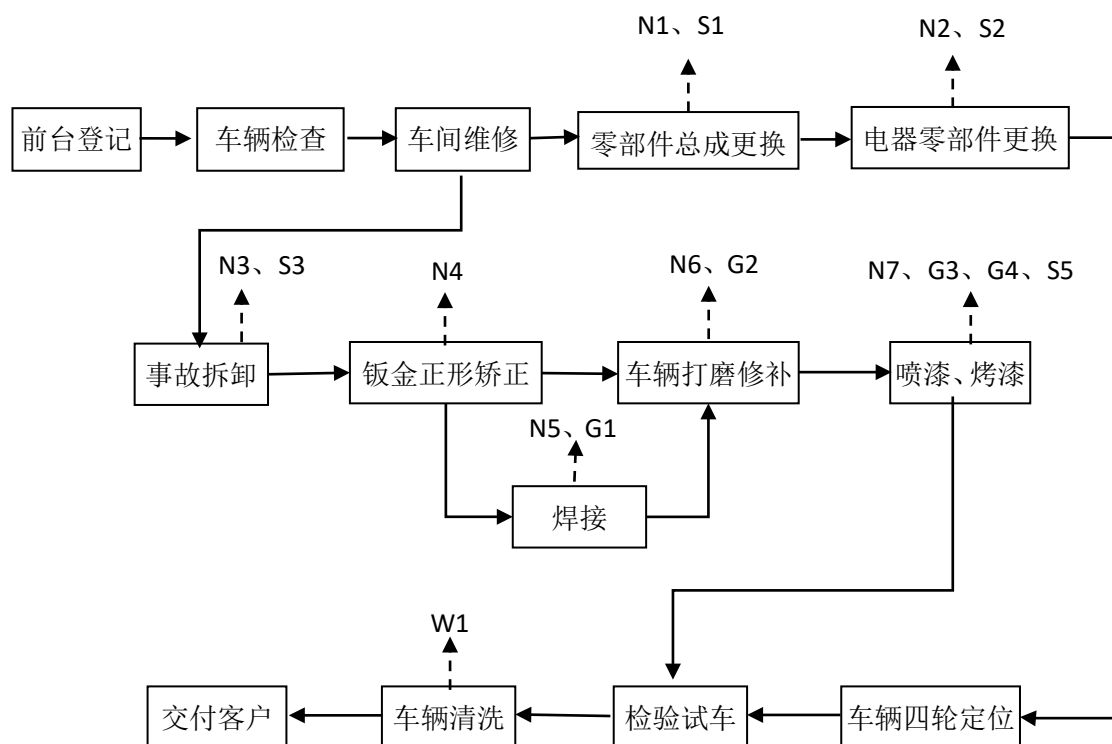 N1、S1
N2、S2
前台登记
车辆检查
车间维修
零部件总成更换
电器零部件更换
N3、S3
N4
N6、G2
N7、G3、G4、S5
事故拆卸
钣金正形矫正
车辆打磨修补
喷漆、烤漆
N5、G1
焊接
W1
交付客户
车辆清洗
检验试车
车辆四轮定位